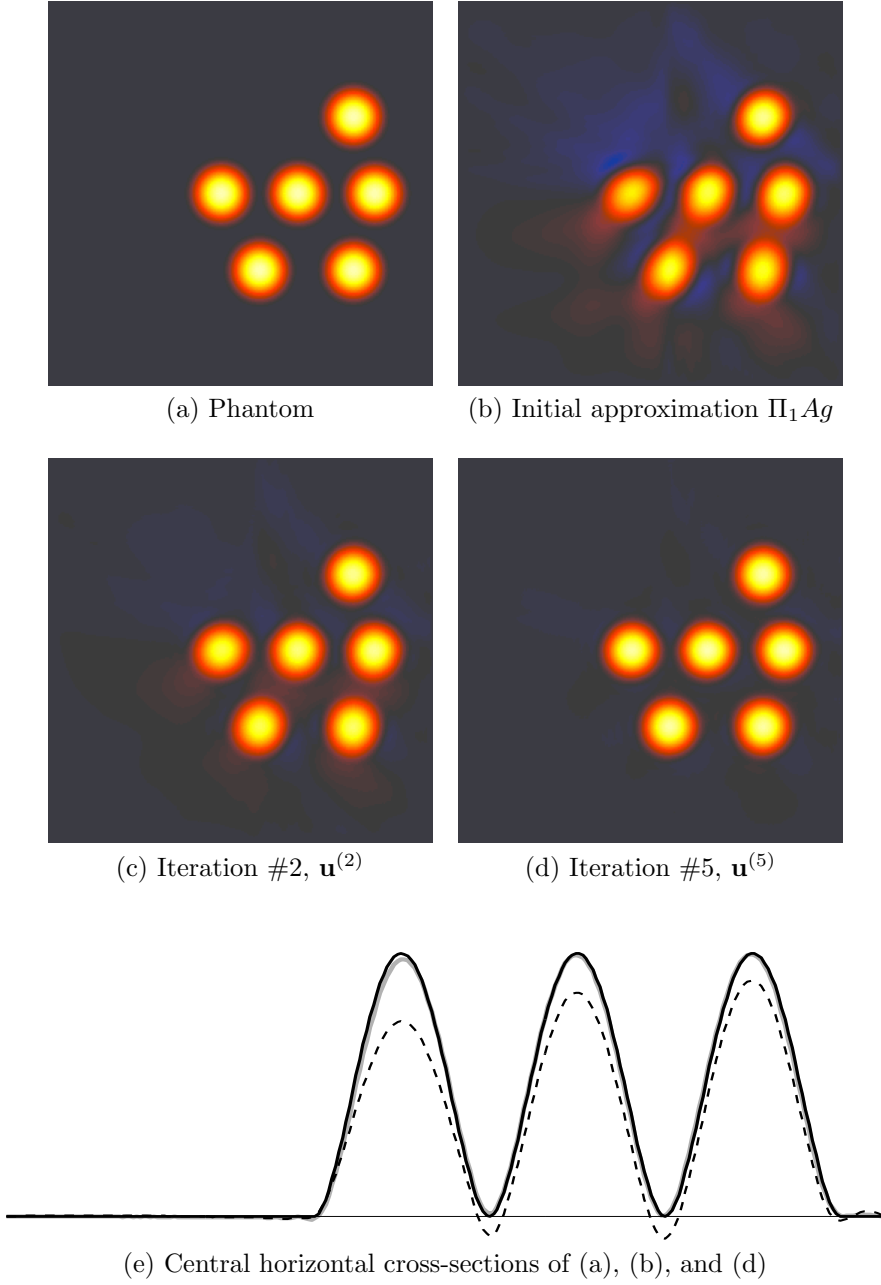 (a) Phantom
(b) Initial approximation Π₁Ag
(c) Iteration #2, u⁽²⁾
(d) Iteration #5, u⁽⁵⁾
(e) Central horizontal cross-sections of (a), (b), and (d)